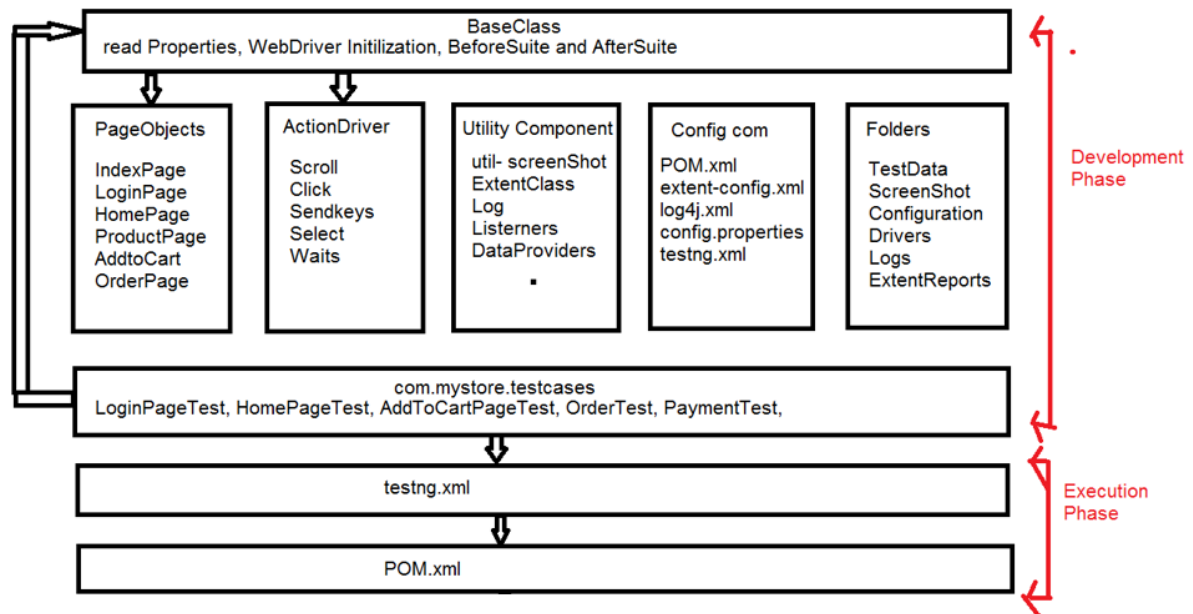 BaseClass
read Properties, WebDriver Initilization, BeforeSuite and AfterSuite
PageObjects
IndexPage
LoginPage
HomePage
ProductPage
AddtoCart
OrderPage
ActionDriver
Scroll
Click
Sendkeys
Select
Waits
Utility Component
util- screenShot
ExtentClass
Log
Listerners
DataProviders
Config com
POM.xml
extent-config.xml
log4j.xml
config.properties
testng.xml
Folders
TestData
ScreenShot
Configuration
Drivers
Logs
ExtentReports
Development
Phase
com.mystore.testcases
LoginPageTest, HomePageTest, AddToCartPageTest, OrderTest, PaymentTest,
testng.xml
POM.xml
Execution
Phase